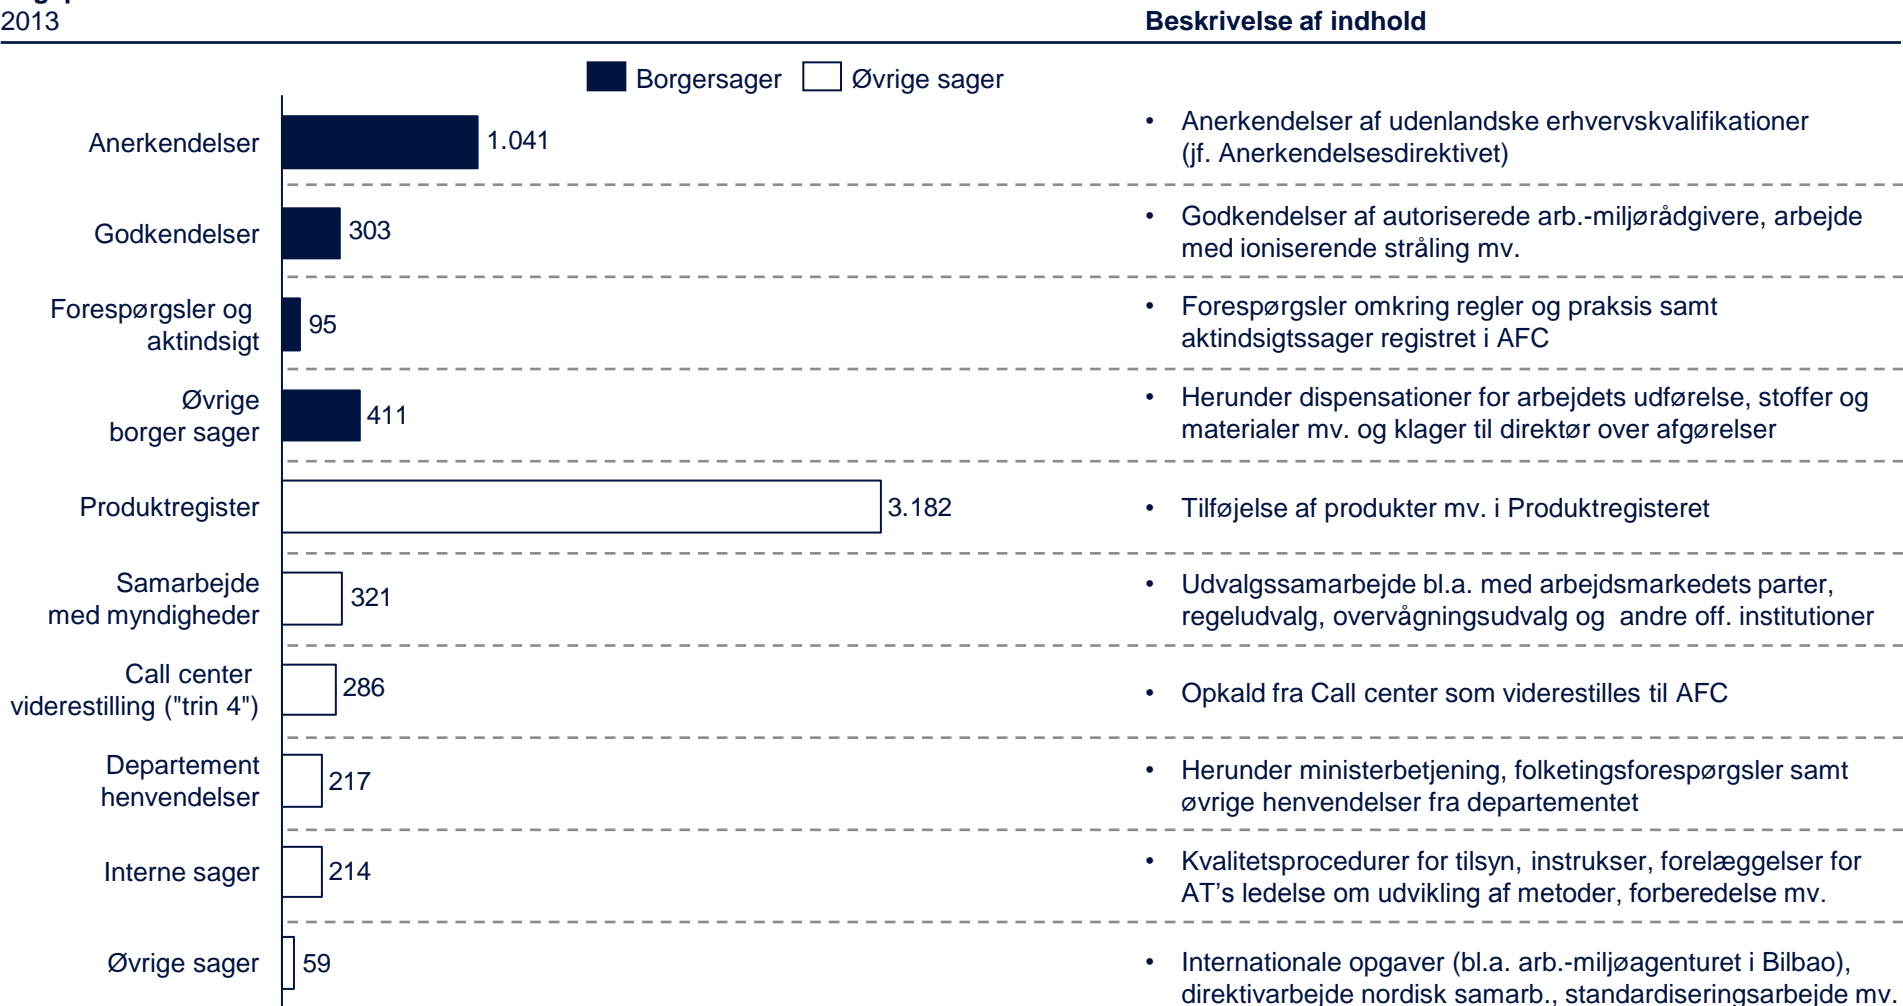 2013
Beskrivelse af indhold
Borgersager
Øvrige sager
Anerkendelser
1.041
• Anerkendelser af udenlandske erhvervskvalifikationer
(jf. Anerkendelsesdirektivet)
Godkendelser
303
• Godkendelser af autoriserede arb.-miljørådgivere, arbejde
med ioniserende stråling mv.
Forespørgsler og
aktindsigt
95
• Forespørgsler omkring regler og praksis samt
aktindsigtssager registret i AFC
Øvrige
borger sager
411
• Herunder dispensationer for arbejdets udførelse, stoffer og
materialer mv. og klager til direktør over afgørelser
Produktregister
3.182
• Tilføjelse af produkter mv. i Produktregisteret
Samarbejde
med myndigheder
321
• Udvalgssamarbejde bl.a. med arbejdsmarkedets parter,
regeludvalg, overvågningsudvalg og andre off. institutioner
Call center
viderestilling ("trin 4")
286
• Opkald fra Call center som viderestilles til AFC
Departement
henvendelser
217
• Herunder ministerbetjening, folketingsforespørgsler samt
øvrige henvendelser fra departementet
Interne sager
214
• Kvalitetsprocedurer for tilsyn, instrukser, forelæggelser for
AT's ledelse om udvikling af metoder, forberedelse mv.
Øvrige sager
59
• Internationale opgaver (bl.a. arb.-miljøagenturet i Bilbao),
direktivarbejde nordisk samarb., standardiseringsarbejde mv.